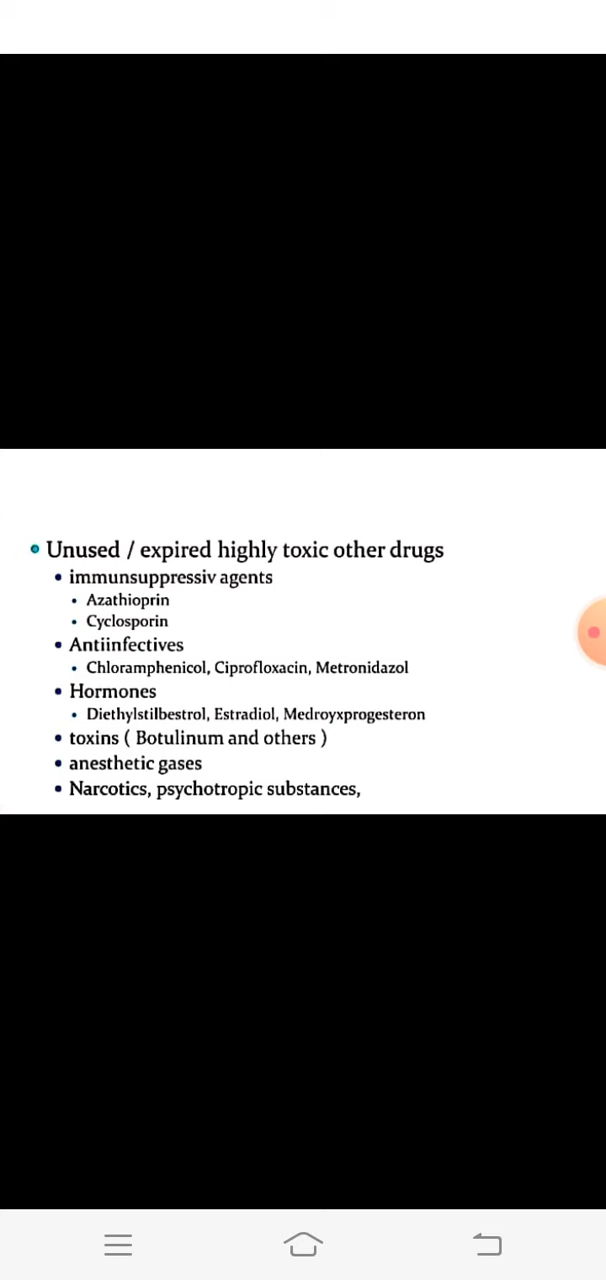 Unused / expired highly toxic other drugs
immunsuppressiv agents
Azathioprin
Cyclosporin
Antiinfectives
Chloramphenicol, Ciprofloxacin, Metronidazol
Hormones
Diethylstilbestrol, Estradiol, Medroyxprogesteron
toxins ( Botulinum and others )
anesthetic gases
Narcotics, psychotropic substances,